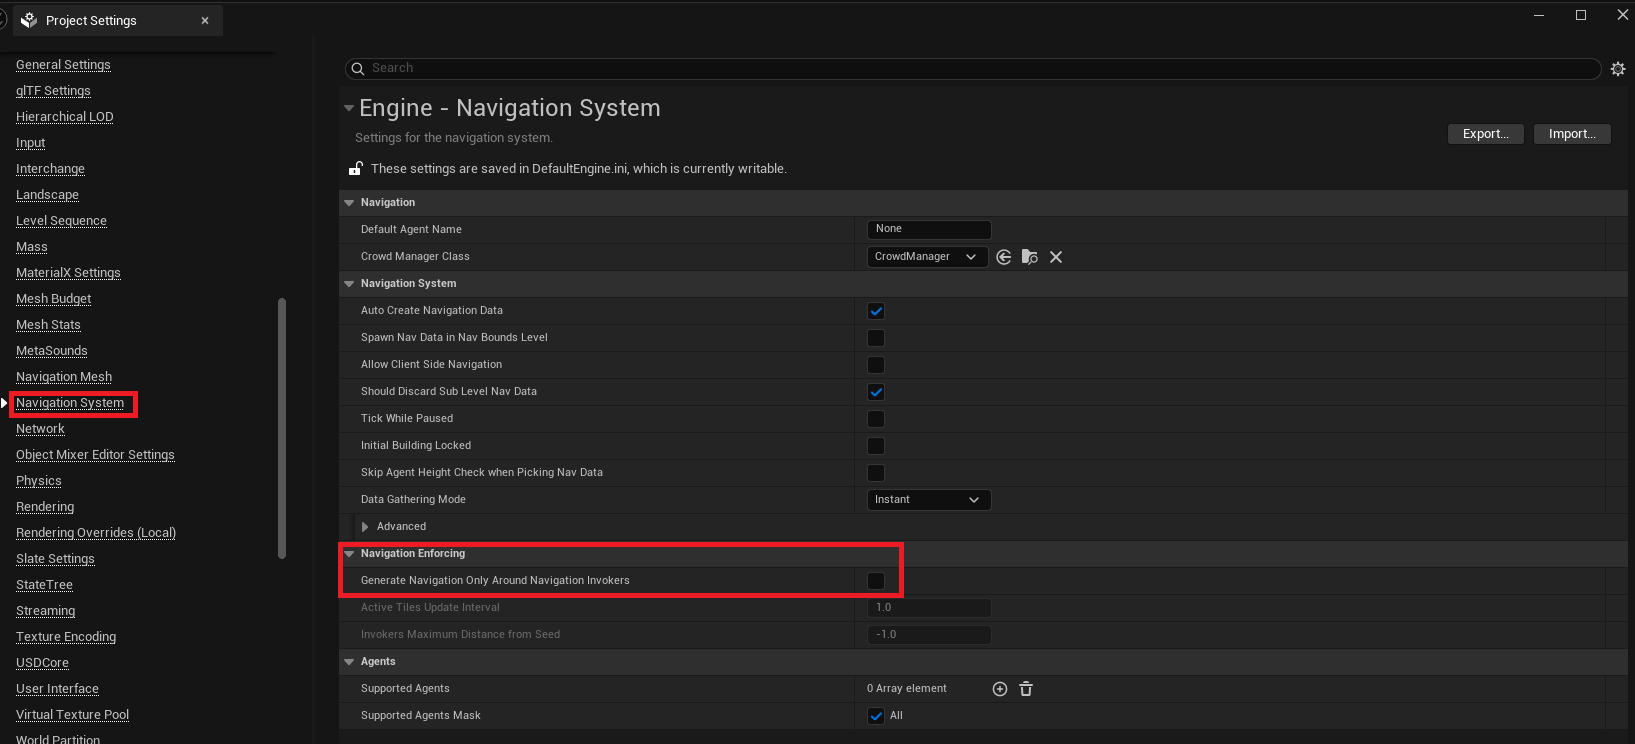 Project Settings
General Settings
glTF Settings
Hierarchical LOD
Input
Interchange
Landscape
Level Sequence
Mass
MaterialX Settings
Mesh Budget
Mesh Stats
MetaSounds
Navigation Mesh
Navigation System
Network
Object Mixer Editor Settings
Physics
Rendering
Rendering Overrides (Local)
Slate Settings
StateTree
Streaming
Texture Encoding
USDCore
User Interface
Virtual Texture Pool
World Partition
Search
Engine - Navigation System
Settings for the navigation system.
Export... Import...
These settings are saved in DefaultEngine.ini, which is currently writable.
Navigation
Default Agent Name None
Crowd Manager Class CrowdManager
Navigation System
Auto Create Navigation Data
Spawn Nav Data in Nav Bounds Level
Allow Client Side Navigation
Should Discard Sub Level Nav Data
Tick While Paused
Initial Building Locked
Skip Agent Height Check when Picking Nav Data
Data Gathering Mode Instant
Advanced
Navigation Enforcing
Generate Navigation Only Around Navigation Invokers
Active Tiles Update Interval 1.0
Invokers Maximum Distance from Seed -1.0
Agents
Supported Agents 0 Array element
Supported Agents Mask All